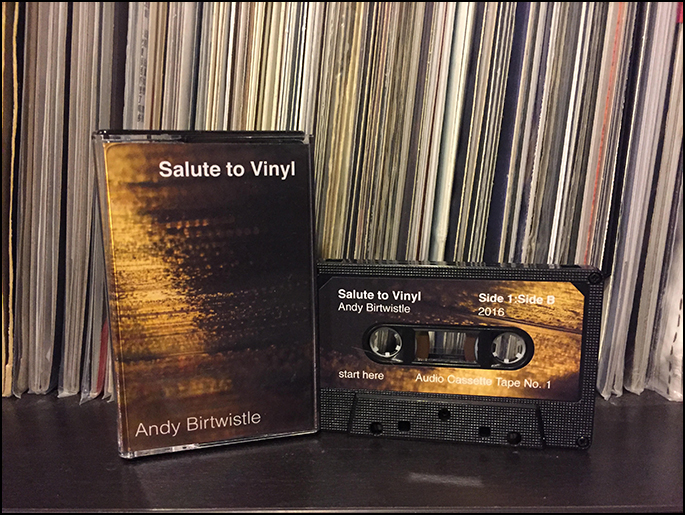 Salute to Vinyl
Andy Birtwistle
Salute to Vinyl
Andy Birtwistle
Side 1:Side B
2016
start here
Audio Cassette Tape No. 1